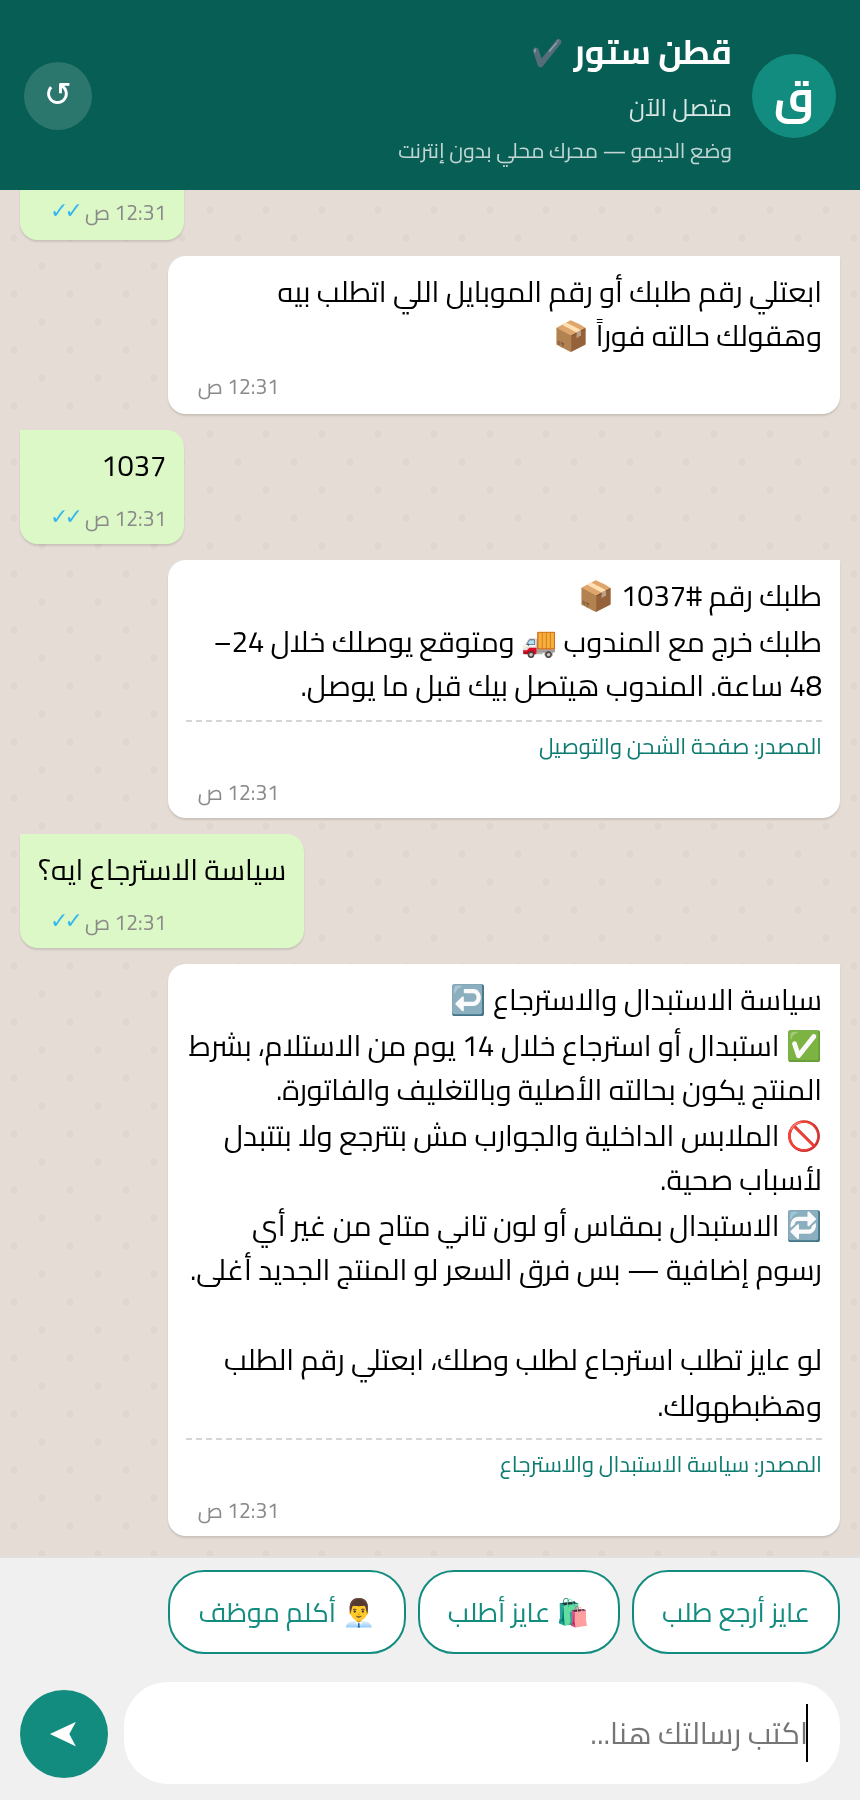 ق
قطن ستور ✔
متصل الآن
وضع الديمو — محرك محلي بدون إنترنت
↺
12:31 ص ✓✓
ابعتلي رقم طلبك أو رقم الموبايل اللي اتطلب بيه
وهقولك حالته فوراً 📦
12:31 ص
1037
12:31 ص ✓✓
طلبك رقم #1037 📦
طلبك خرج مع المندوب 🚚 ومتوقع يوصلك خلال 24–
48 ساعة. المندوب هيتصل بيك قبل ما يوصل.
المصدر: صفحة الشحن والتوصيل
12:31 ص
سياسة الاسترجاع ايه؟
12:31 ص ✓✓
سياسة الاستبدال والاسترجاع ↩️
✅ استبدال أو استرجاع خلال 14 يوم من الاستلام، بشرط
المنتج يكون بحالته الأصلية وبالتغليف والفاتورة.
🚫 الملابس الداخلية والجوارب مش بتترجع ولا بتتبدل
لأسباب صحية.
🔁 الاستبدال بمقاس أو لون تاني متاح من غير أي
رسوم إضافية — بس فرق السعر لو المنتج الجديد أغلى.
لو عايز تطلب استرجاع لطلب وصلك، ابعتلي رقم الطلب
وهظبطهولك.
المصدر: سياسة الاستبدال والاسترجاع
12:31 ص
عايز أرجع طلب
🛍️ عايز أطلب
👨‍💼 أكلم موظف
اكتب رسالتك هنا...